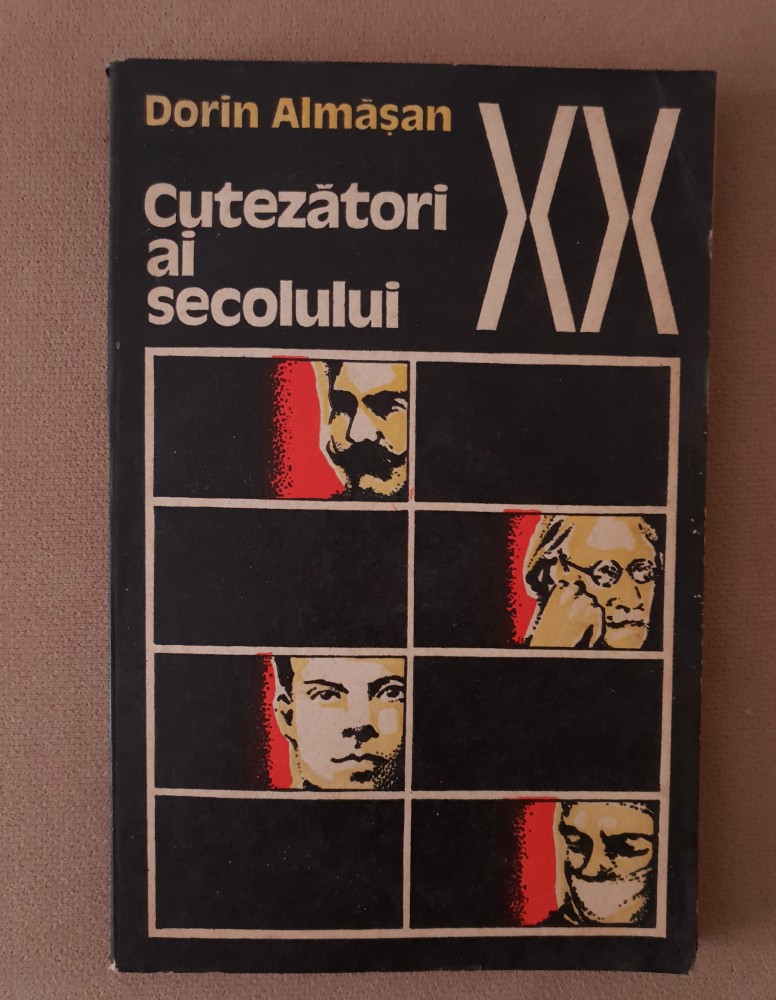 Dorin Almășan
Cutezători
ai
secolului
XX